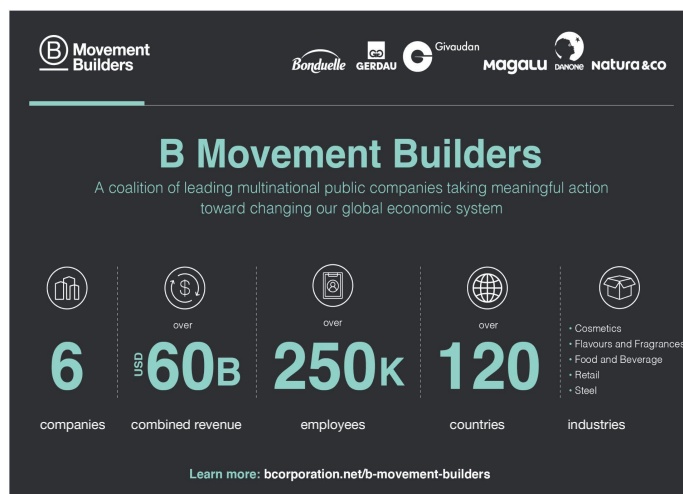 B Movement
Builders
Bonduelle
GG
GERDAU
Givaudan
Magalu
DANONE
natura &co
B Movement Builders
A coalition of leading multinational public companies taking meaningful action
toward changing our global economic system
6
companies
over
USD 60B
combined revenue
over
250K
employees
over
120
countries
• Cosmetics
• Flavours and Fragrances
• Food and Beverage
• Retail
• Steel
industries
Learn more: bcorporation.net/b-movement-builders